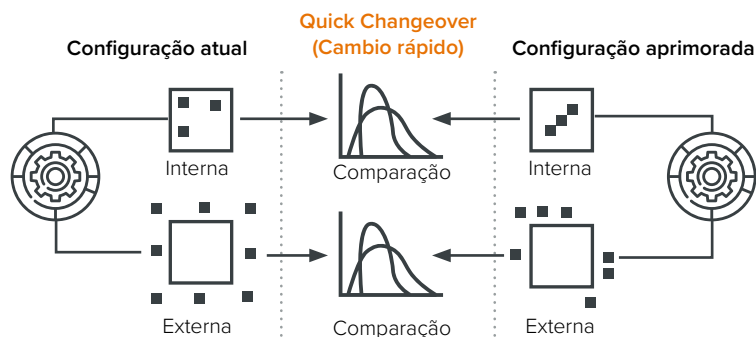 Quick Changeover
Configuração atual
(Cambio rápido)
Configuração aprimorada
Interna
Comparação
Interna
Externa
Comparação
Externa